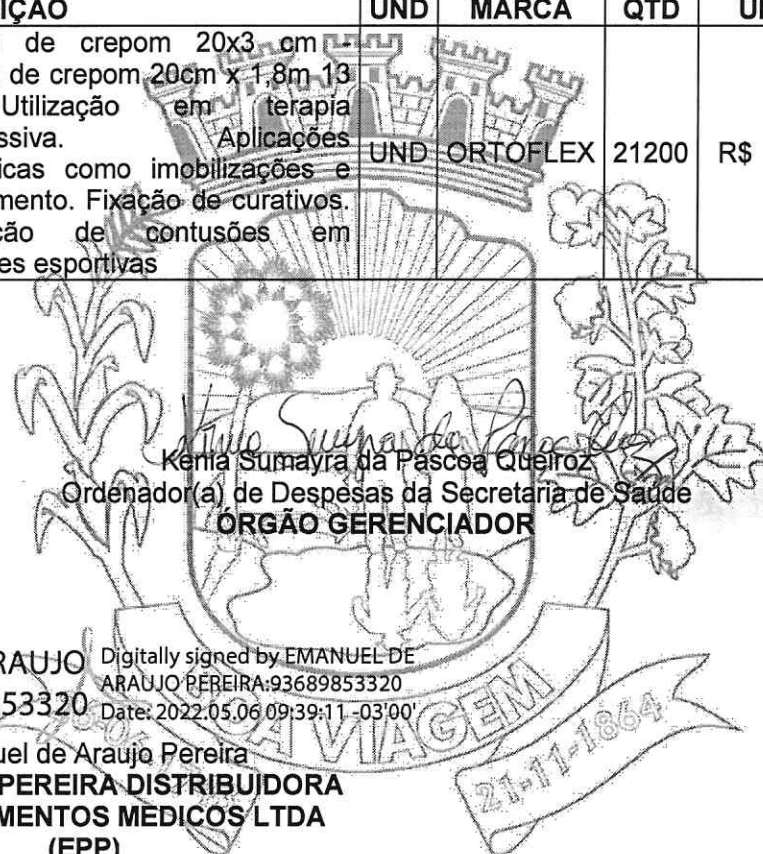 IÇÃO UND MARCA QTD U
de crepom 20x3 cm -
de crepom 20cm x 1,8m 13
Utilização em terapia
ssiva. Aplicações
icas como imobilizações e UND ORTOFLEX 21200 R$
mento. Fixação de curativos.
ção de contusões em
es esportivas
Kenia Sumayra da Pascoa Queiroz
Ordenador(a) de Despesas da Secretaria de Saúde
ÓRGÃO GERENCIADOR
RAUJO Digitally signed by EMANUEL DE
ARAUJO PEREIRA:93689853320
53320 Date: 2022.05.06 09:39:11 -03'00'
uel de Araujo Pereira
PEREIRA DISTRIBUIDORA
MENTOS MEDICOS LTDA
(EPP)
A VIAGEM
21-11-1864